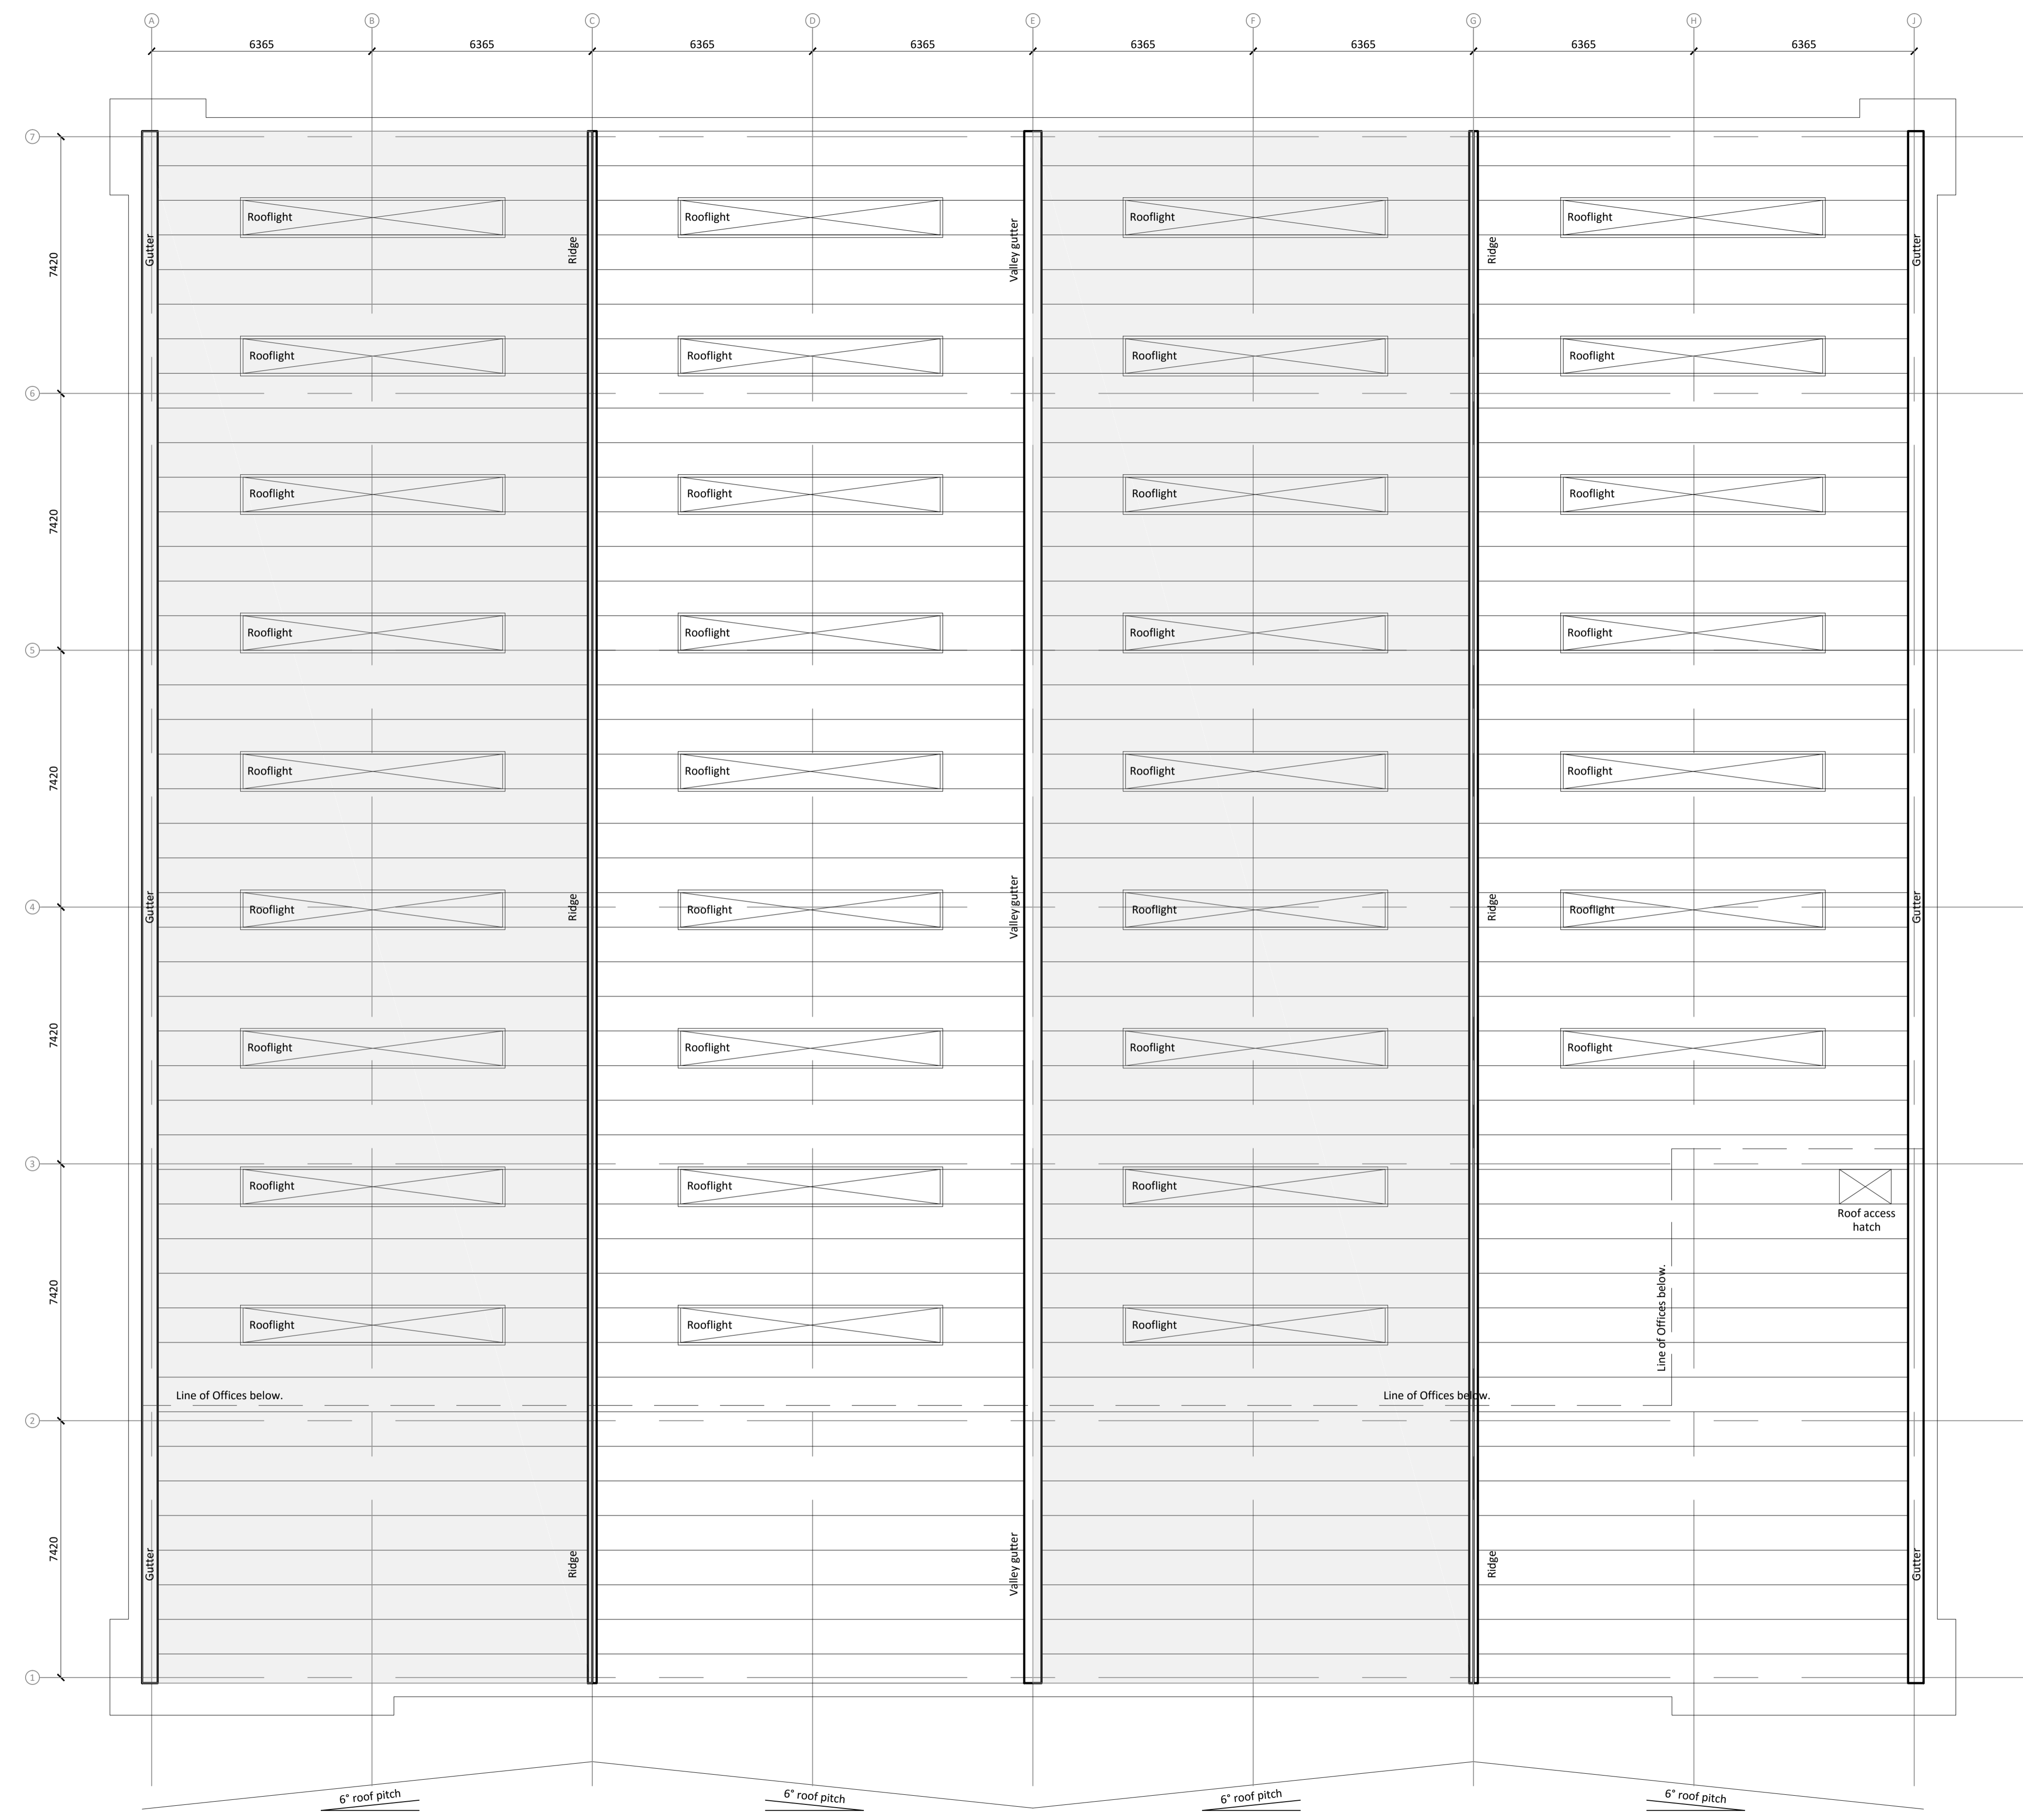 A B C D E F G H J
6365 6365 6365 6365 6365 6365 6365 6365
7
Rooflight Rooflight Rooflight Rooflight
Gutter Ridge Valley gutter Ridge Gutter
7420
Rooflight Rooflight Rooflight Rooflight
6
Rooflight Rooflight Rooflight Rooflight
7420
Rooflight Rooflight Rooflight Rooflight
5
Rooflight Rooflight Rooflight Rooflight
7420
4
Gutter Ridge Valley gutter Ridge Gutter
Rooflight Rooflight Rooflight Rooflight
7420
Rooflight Rooflight Rooflight Rooflight
3
Rooflight Rooflight Rooflight
Roof access
hatch
7420
Line of Offices below.
Rooflight Rooflight Rooflight
Line of Offices below. Line of Offices below.
2
7420
Gutter Ridge Valley gutter Ridge Gutter
1
6° roof pitch 6° roof pitch 6° roof pitch 6° roof pitch